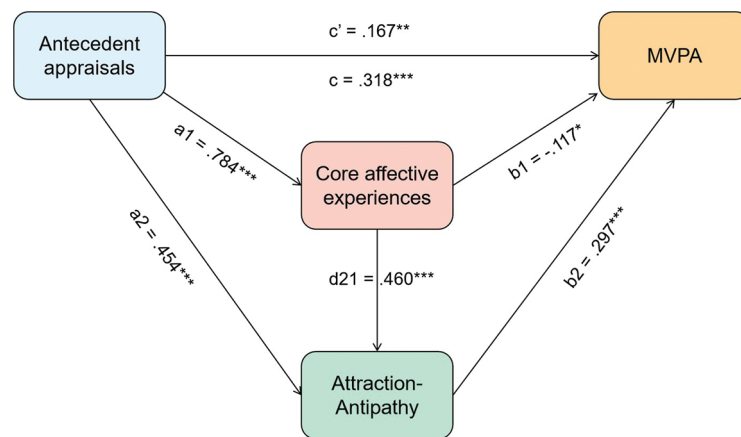 Antecedent
appraisals
c’ = .167**
c = .318***
MVPA
a1 = .784***
Core affective
experiences
b1 = -.117*
a2 = .454***
d21 = .460***
b2 = .297***
Attraction-
Antipathy